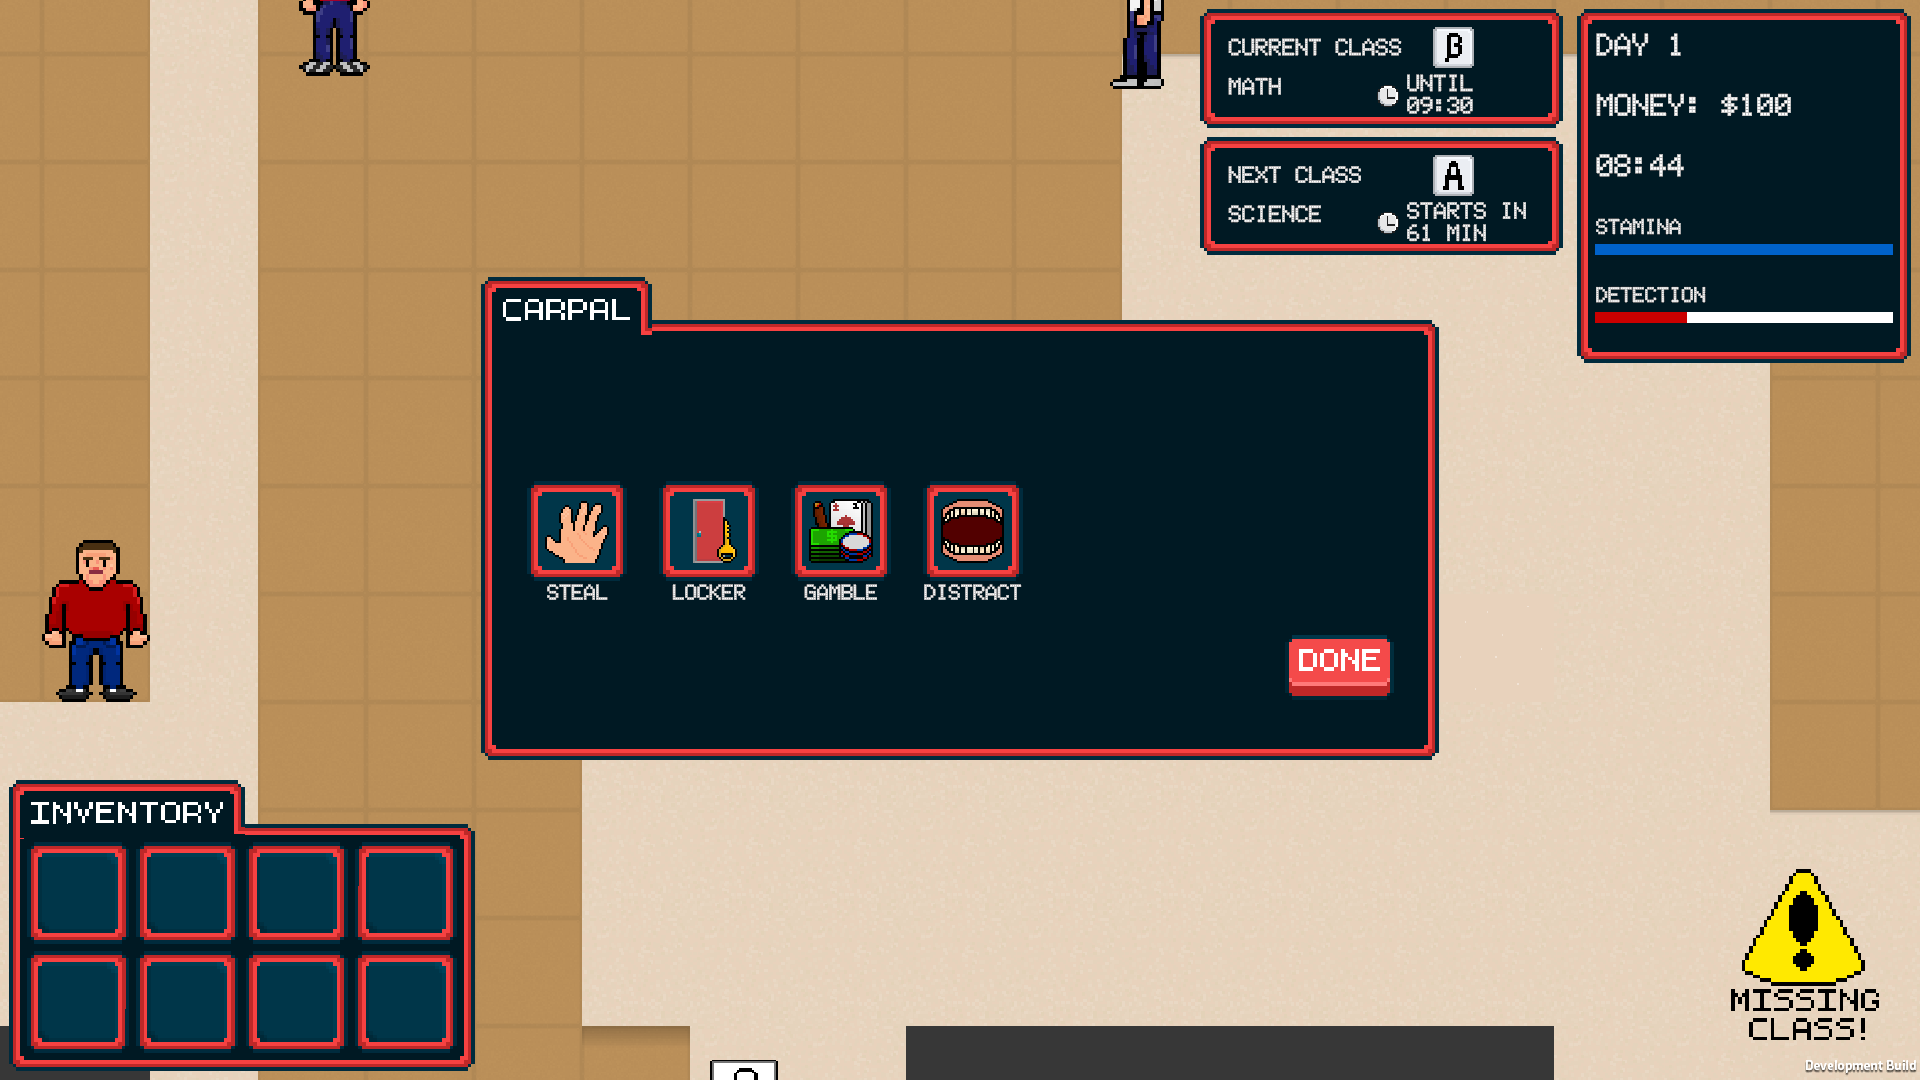 CURRENT CLASS β
MATH
UNTIL
09:30
NEXT CLASS A
SCIENCE
STARTS IN
61 MIN
DAY 1
MONEY: $100
08:44
STAMINA
DETECTION
CARPAL
STEAL
LOCKER
GAMBLE
DISTRACT
DONE
INVENTORY
MISSING
CLASS!
Development Build